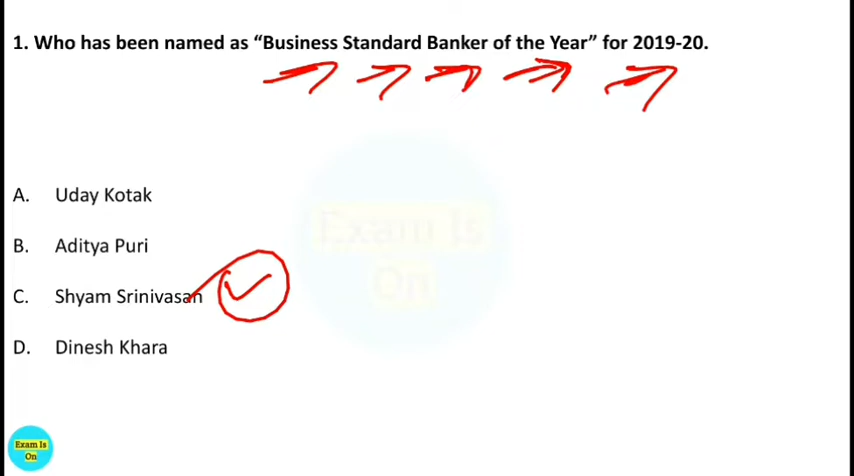 1. Who has been named as “Business Standard Banker of the Year” for 2019-20.
A. Uday Kotak
B. Aditya Puri
C. Shyam Srinivasan
D. Dinesh Khara
Exam Is
On
Exam Is
On